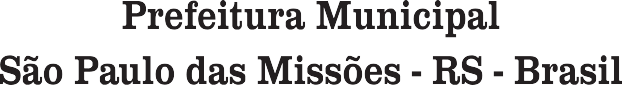 Prefeitura Municipal
São Paulo das Missões - RS - Brasil